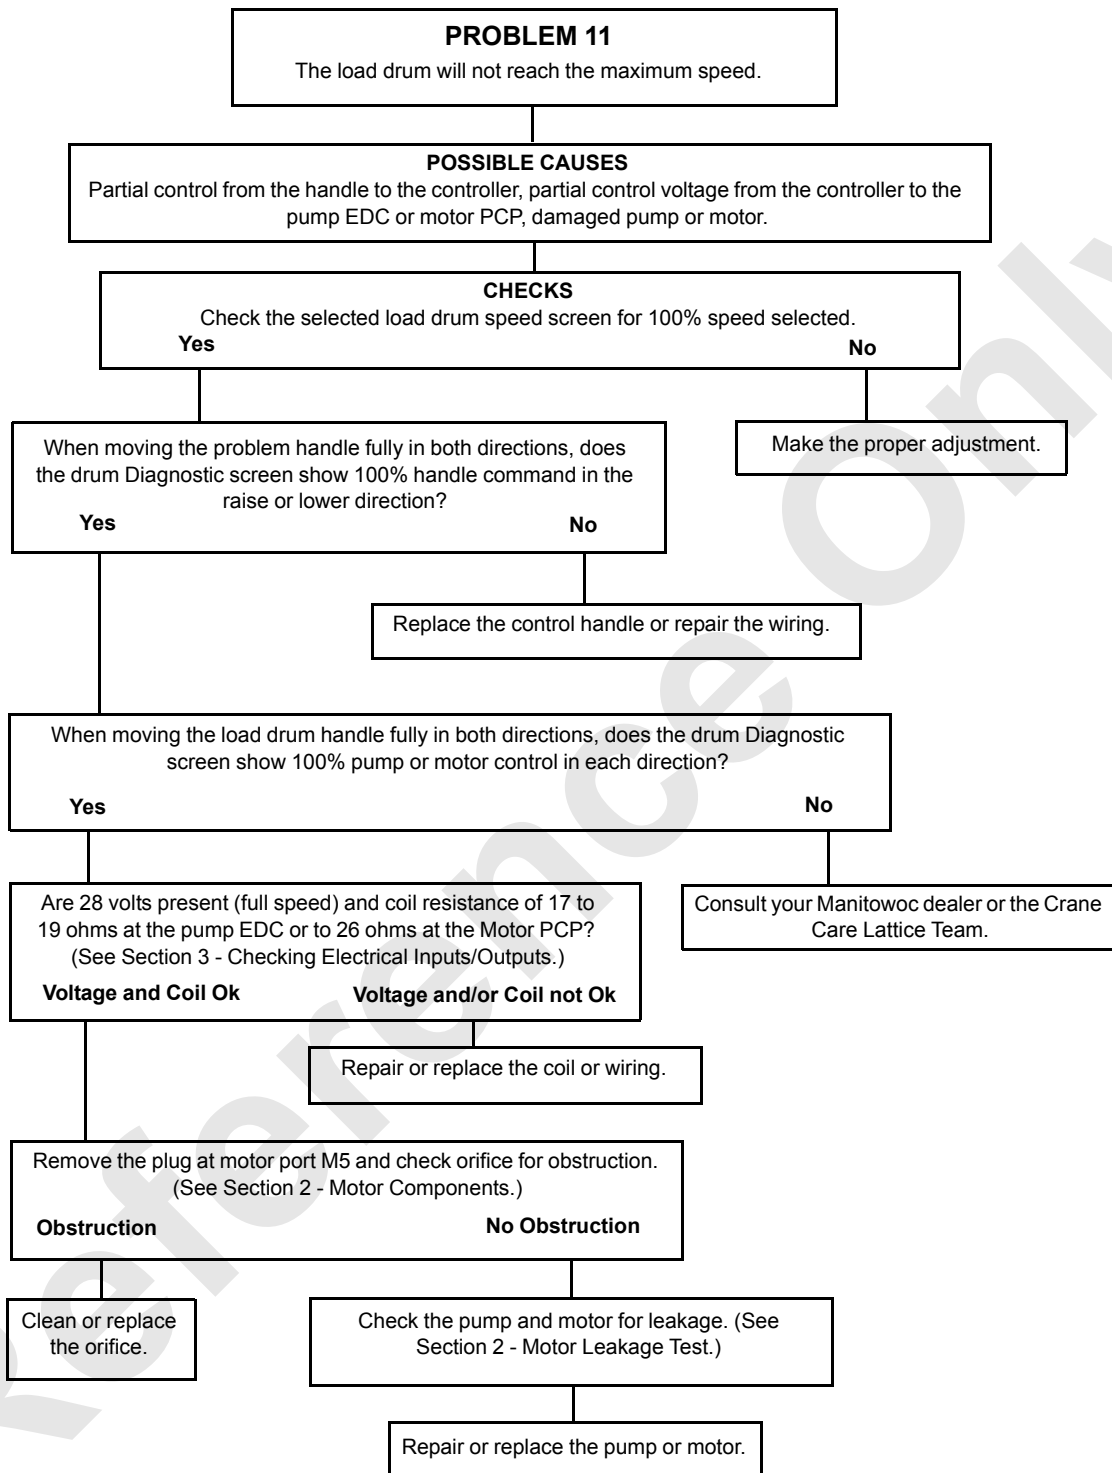 PROBLEM 11
The load drum will not reach the maximum speed.
POSSIBLE CAUSES
Partial control from the handle to the controller, partial control voltage from the controller to the
pump EDC or motor PCP, damaged pump or motor.
CHECKS
Check the selected load drum speed screen for 100% speed selected.
Yes
No
When moving the problem handle fully in both directions, does
the drum Diagnostic screen show 100% handle command in the
raise or lower direction?
Yes
No
Make the proper adjustment.
Replace the control handle or repair the wiring.
When moving the load drum handle fully in both directions, does the drum Diagnostic
screen show 100% pump or motor control in each direction?
Yes
No
Are 28 volts present (full speed) and coil resistance of 17 to
19 ohms at the pump EDC or to 26 ohms at the Motor PCP?
(See Section 3 - Checking Electrical Inputs/Outputs.)
Voltage and Coil Ok
Voltage and/or Coil not Ok
Consult your Manitowoc dealer or the Crane
Care Lattice Team.
Repair or replace the coil or wiring.
Remove the plug at motor port M5 and check orifice for obstruction.
(See Section 2 - Motor Components.)
Obstruction
No Obstruction
Clean or replace
the orifice.
Check the pump and motor for leakage. (See
Section 2 - Motor Leakage Test.)
Repair or replace the pump or motor.
Reference Only